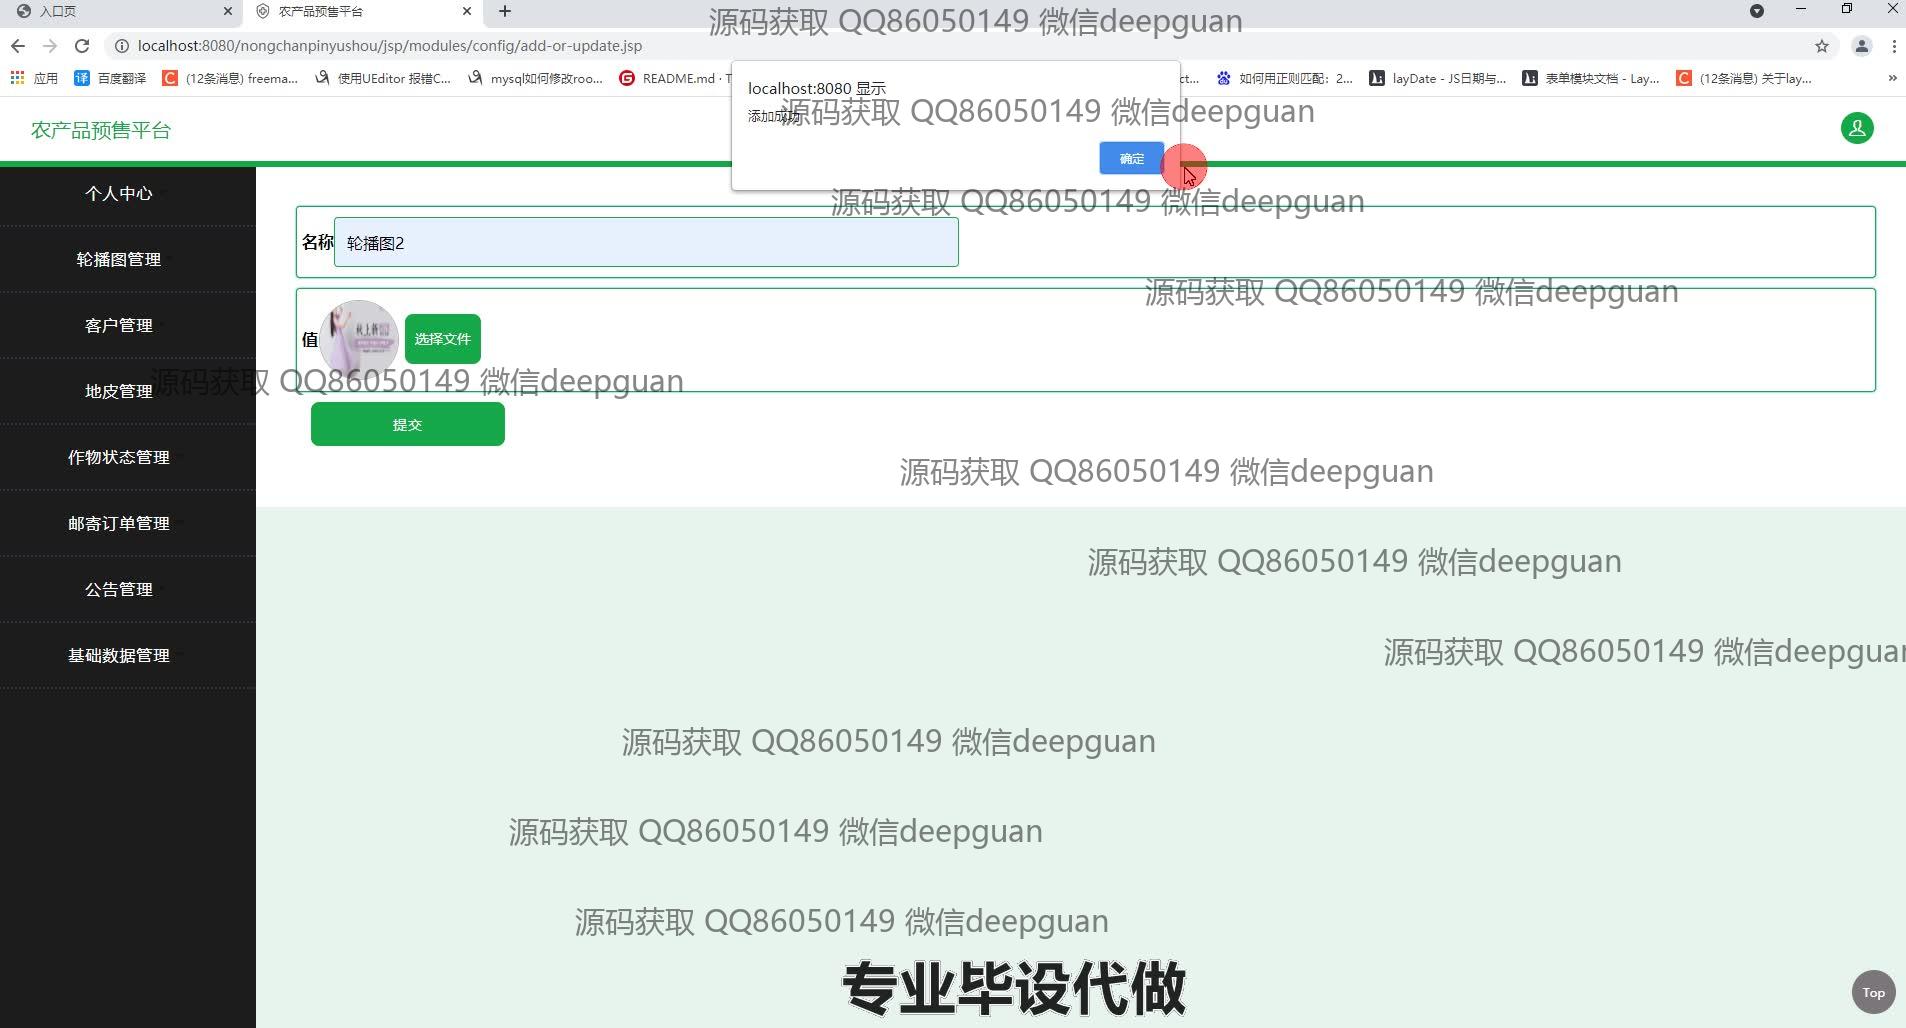 入口页
农产品预售平台
源码获取 QQ86050149 微信deepguan
localhost:8080/nongchanpinyushou/jsp/modules/config/add-or-update.jsp
应用
百度翻译
(12条消息) freema...
使用UEditor 报错C...
mysql如何修改roo...
README.md · T
ct...
如何用正则匹配：2...
layDate - JS日期与...
表单模块文档 - Lay...
(12条消息) 关于lay...
localhost:8080 显示
添加成功
源码获取 QQ86050149 微信deepguan
农产品预售平台
确定
个人中心
源码获取 QQ86050149 微信deepguan
名称
轮播图2
轮播图管理
源码获取 QQ86050149 微信deepguan
客户管理
值
秋上新
选择文件
地皮管理
源码获取 QQ86050149 微信deepguan
提交
作物状态管理
源码获取 QQ86050149 微信deepguan
邮寄订单管理
源码获取 QQ86050149 微信deepguan
公告管理
基础数据管理
源码获取 QQ86050149 微信deepguan
源码获取 QQ86050149 微信deepguan
源码获取 QQ86050149 微信deepguan
源码获取 QQ86050149 微信deepguan
专业毕设代做
Top